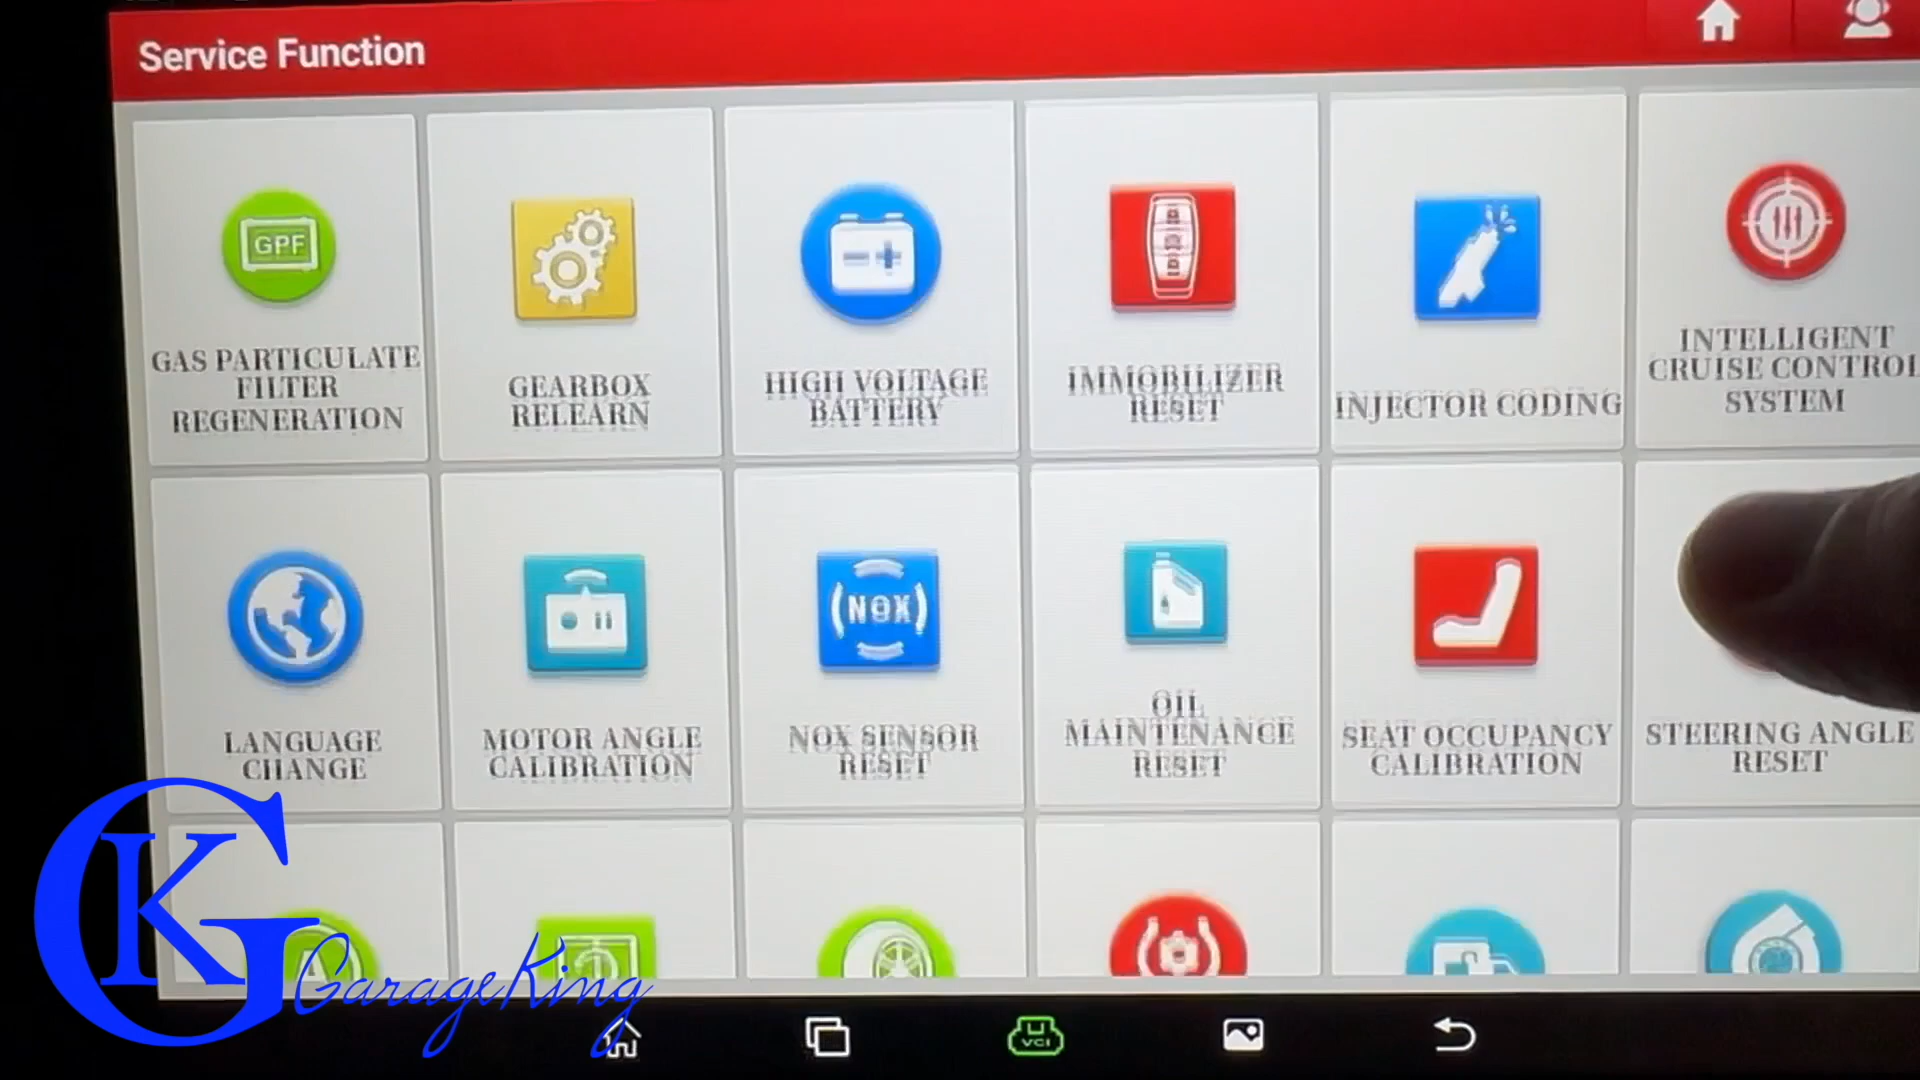 Service Function
GPF
GAS PARTICULATE
FILTER
REGENERATION
GEARBOX
RELEARN
HIGH VOLTAGE
BATTERY
IMMOBILIZER
RESET
INJECTOR CODING
INTELLIGENT
CRUISE CONTROL
SYSTEM
LANGUAGE
CHANGE
MOTOR ANGLE
CALIBRATION
NOX
NOX SENSOR
RESET
OIL
MAINTENANCE
RESET
SEAT OCCUPANCY
CALIBRATION
STEERING ANGLE
RESET
A
GK
GarageKing
VCI